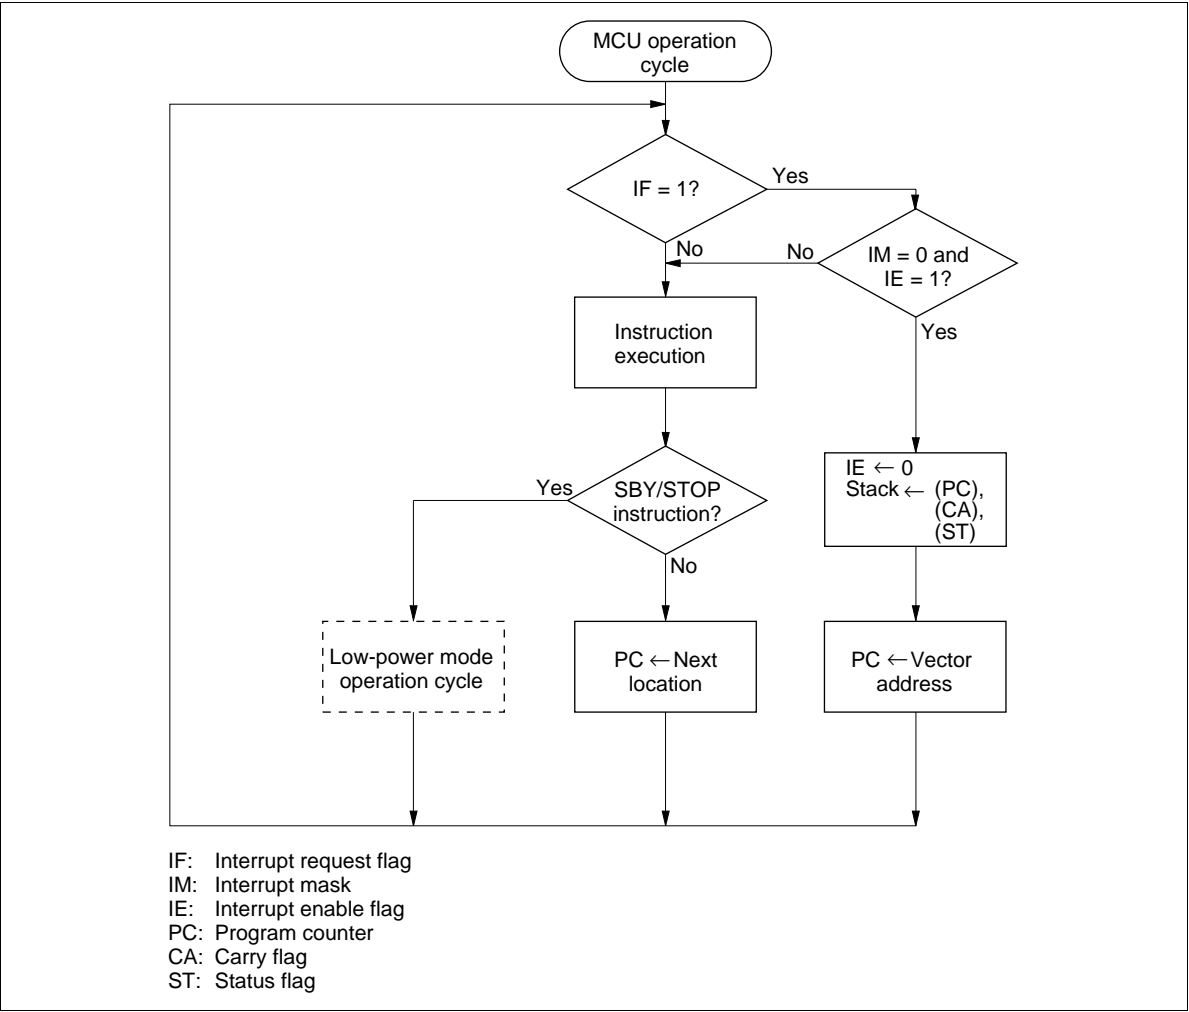 MCU operation
cycle
IF = 1?
Yes
No
No
IM = 0 and
IE = 1?
Yes
Instruction
execution
IE ← 0
Stack ← (PC),
(CA),
(ST)
Yes
SBY/STOP
instruction?
No
Low-power mode
operation cycle
PC ← Next
location
PC ← Vector
address
IF: Interrupt request flag
IM: Interrupt mask
IE: Interrupt enable flag
PC: Program counter
CA: Carry flag
ST: Status flag